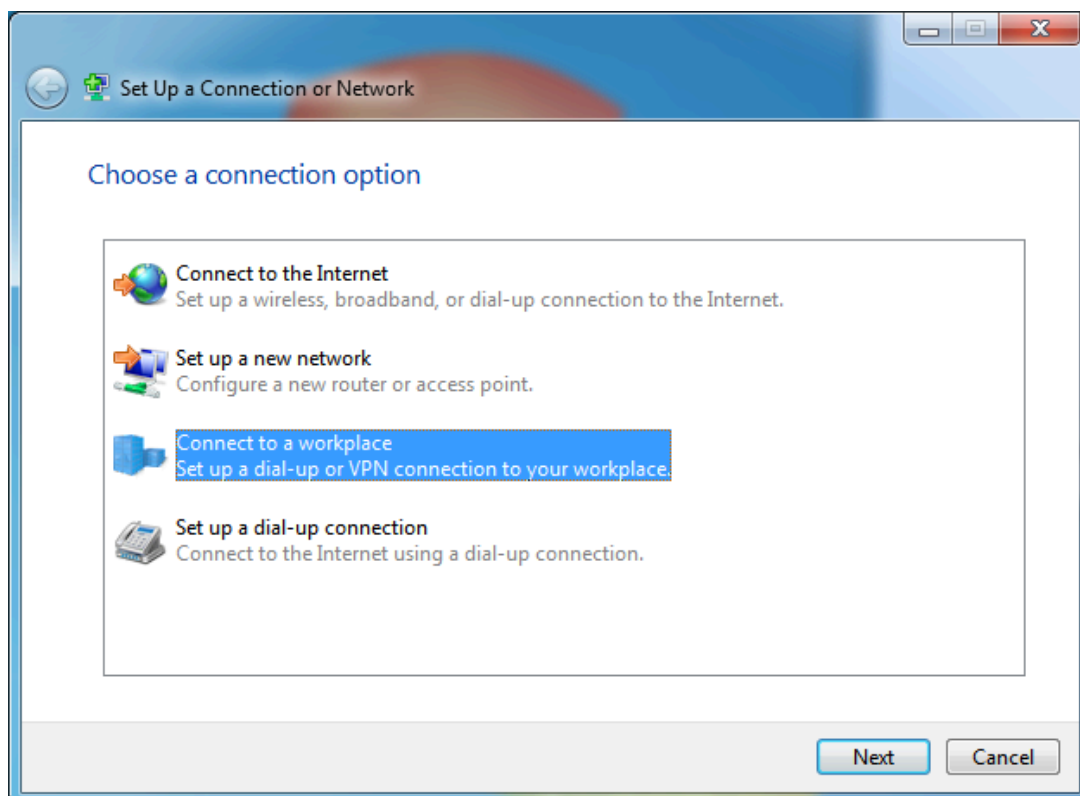 Set Up a Connection or Network
Choose a connection option
Connect to the Internet
Set up a wireless, broadband, or dial-up connection to the Internet.
Set up a new network
Configure a new router or access point.
Connect to a workplace
Set up a dial-up or VPN connection to your workplace.
Set up a dial-up connection
Connect to the Internet using a dial-up connection.
Next
Cancel